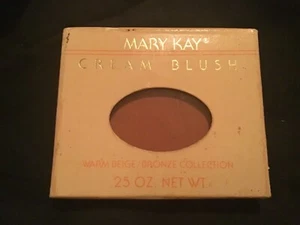 MARY KAY®
CREAM BLUSH
WARM BEIGE/BRONZE COLLECTION
.25 OZ. NET WT.